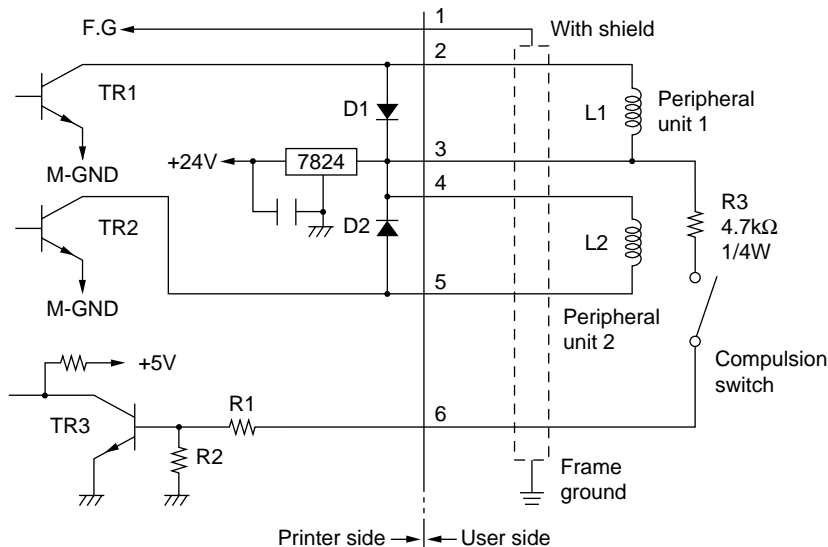 F.G
1
With shield
2
TR1
D1
L1
Peripheral
unit 1
M-GND
+24V
7824
3
4
TR2
D2
L2
R3
4.7kΩ
1/4W
M-GND
5
Peripheral
unit 2
Compulsion
switch
+5V
TR3
R1
6
R2
Frame
ground
Printer side
User side